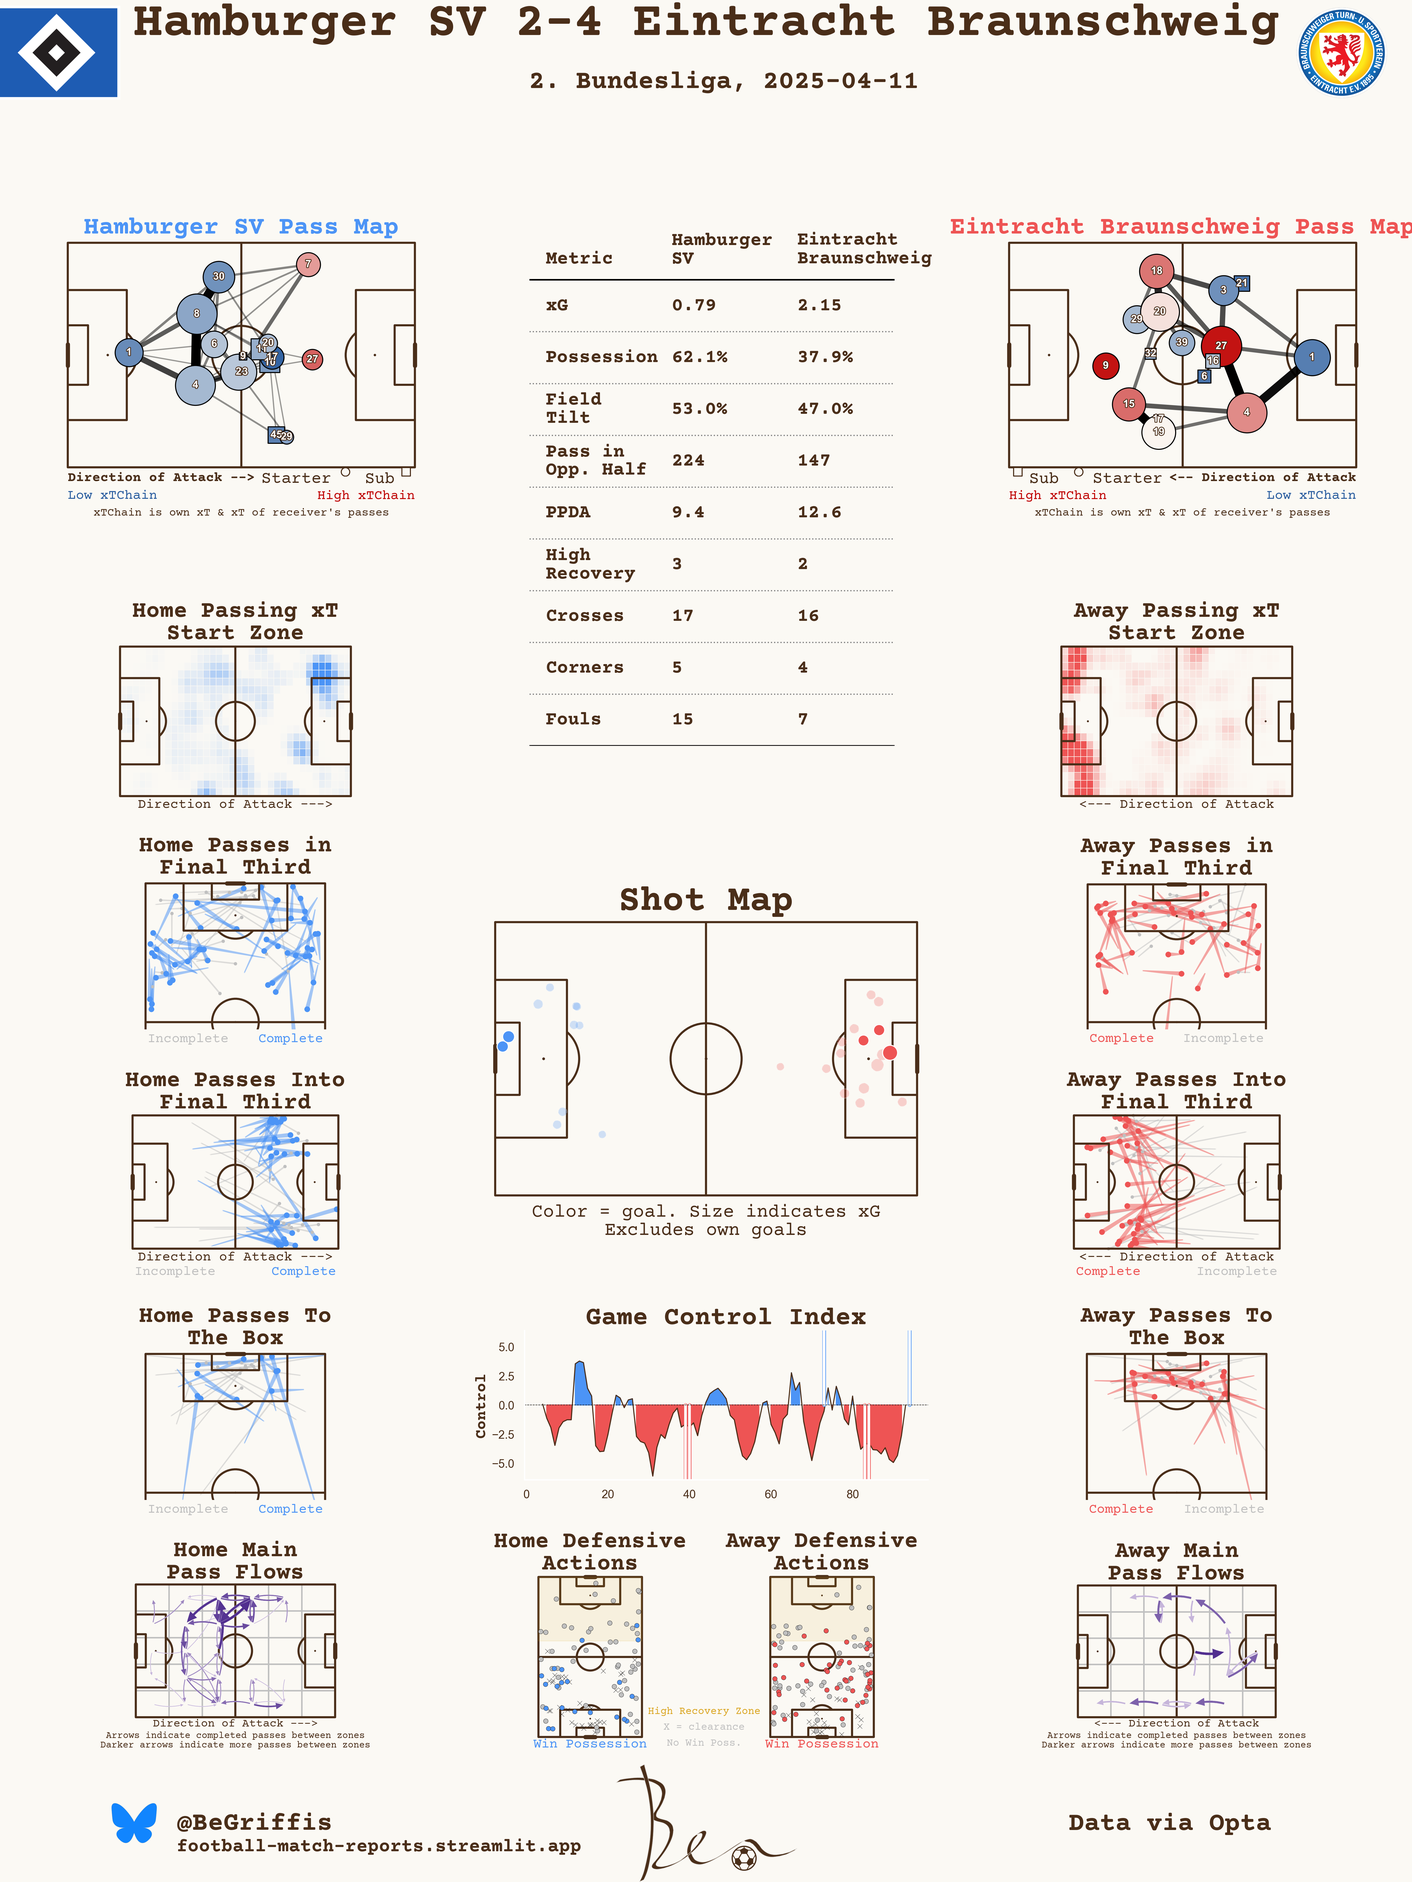 Hamburger SV 2-4 Eintracht Braunschweig
2. Bundesliga, 2025-04-11
BRAUNSCHWEIGER TURN- U. SPORTVEREIN
EINTRACHT E.V. 1895
Hamburger SV Pass Map
30
7
8
6
1
9
11
20
17
10
27
23
4
45
29
Direction of Attack --> Starter Sub
Low xTChain High xTChain
xTChain is own xT & xT of receiver's passes
Metric Hamburger SV Eintracht Braunschweig
xG 0.79 2.15
Possession 62.1% 37.9%
Field Tilt 53.0% 47.0%
Pass in Opp. Half 224 147
PPDA 9.4 12.6
High Recovery 3 2
Crosses 17 16
Corners 5 4
Fouls 15 7
Eintracht Braunschweig Pass Map
18
3
21
29
20
39
27
32
16
1
9
6
15
4
17
19
Sub Starter <-- Direction of Attack
High xTChain Low xTChain
xTChain is own xT & xT of receiver's passes
Home Passing xT
Start Zone
Direction of Attack --->
Away Passing xT
Start Zone
<--- Direction of Attack
Home Passes in
Final Third
Incomplete Complete
Away Passes in
Final Third
Complete Incomplete
Shot Map
Color = goal. Size indicates xG
Excludes own goals
Home Passes Into
Final Third
Direction of Attack --->
Incomplete Complete
Away Passes Into
Final Third
<--- Direction of Attack
Complete Incomplete
Home Passes To
The Box
Incomplete Complete
Game Control Index
Control
5.0
2.5
0.0
−2.5
−5.0
0 20 40 60 80
Away Passes To
The Box
Complete Incomplete
Home Main
Pass Flows
Direction of Attack --->
Arrows indicate completed passes between zones
Darker arrows indicate more passes between zones
Home Defensive
Actions
Win Possession
High Recovery Zone
X = clearance
No Win Poss.
Away Defensive
Actions
Win Possession
Away Main
Pass Flows
<--- Direction of Attack
Arrows indicate completed passes between zones
Darker arrows indicate more passes between zones
@BeGriffis
football-match-reports.streamlit.app
Ben
Data via Opta